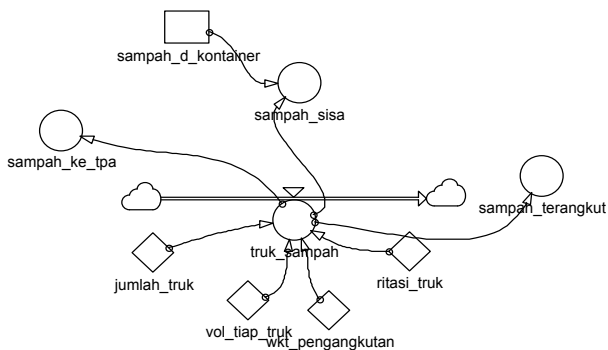 sampah_d_kontainer
sampah_sisa
sampah_ke_tpa
sampah_terangkut
truk_sampah
jumlah_truk
ritasi_truk
vol_tiap_truk
wkt_pengangkutan